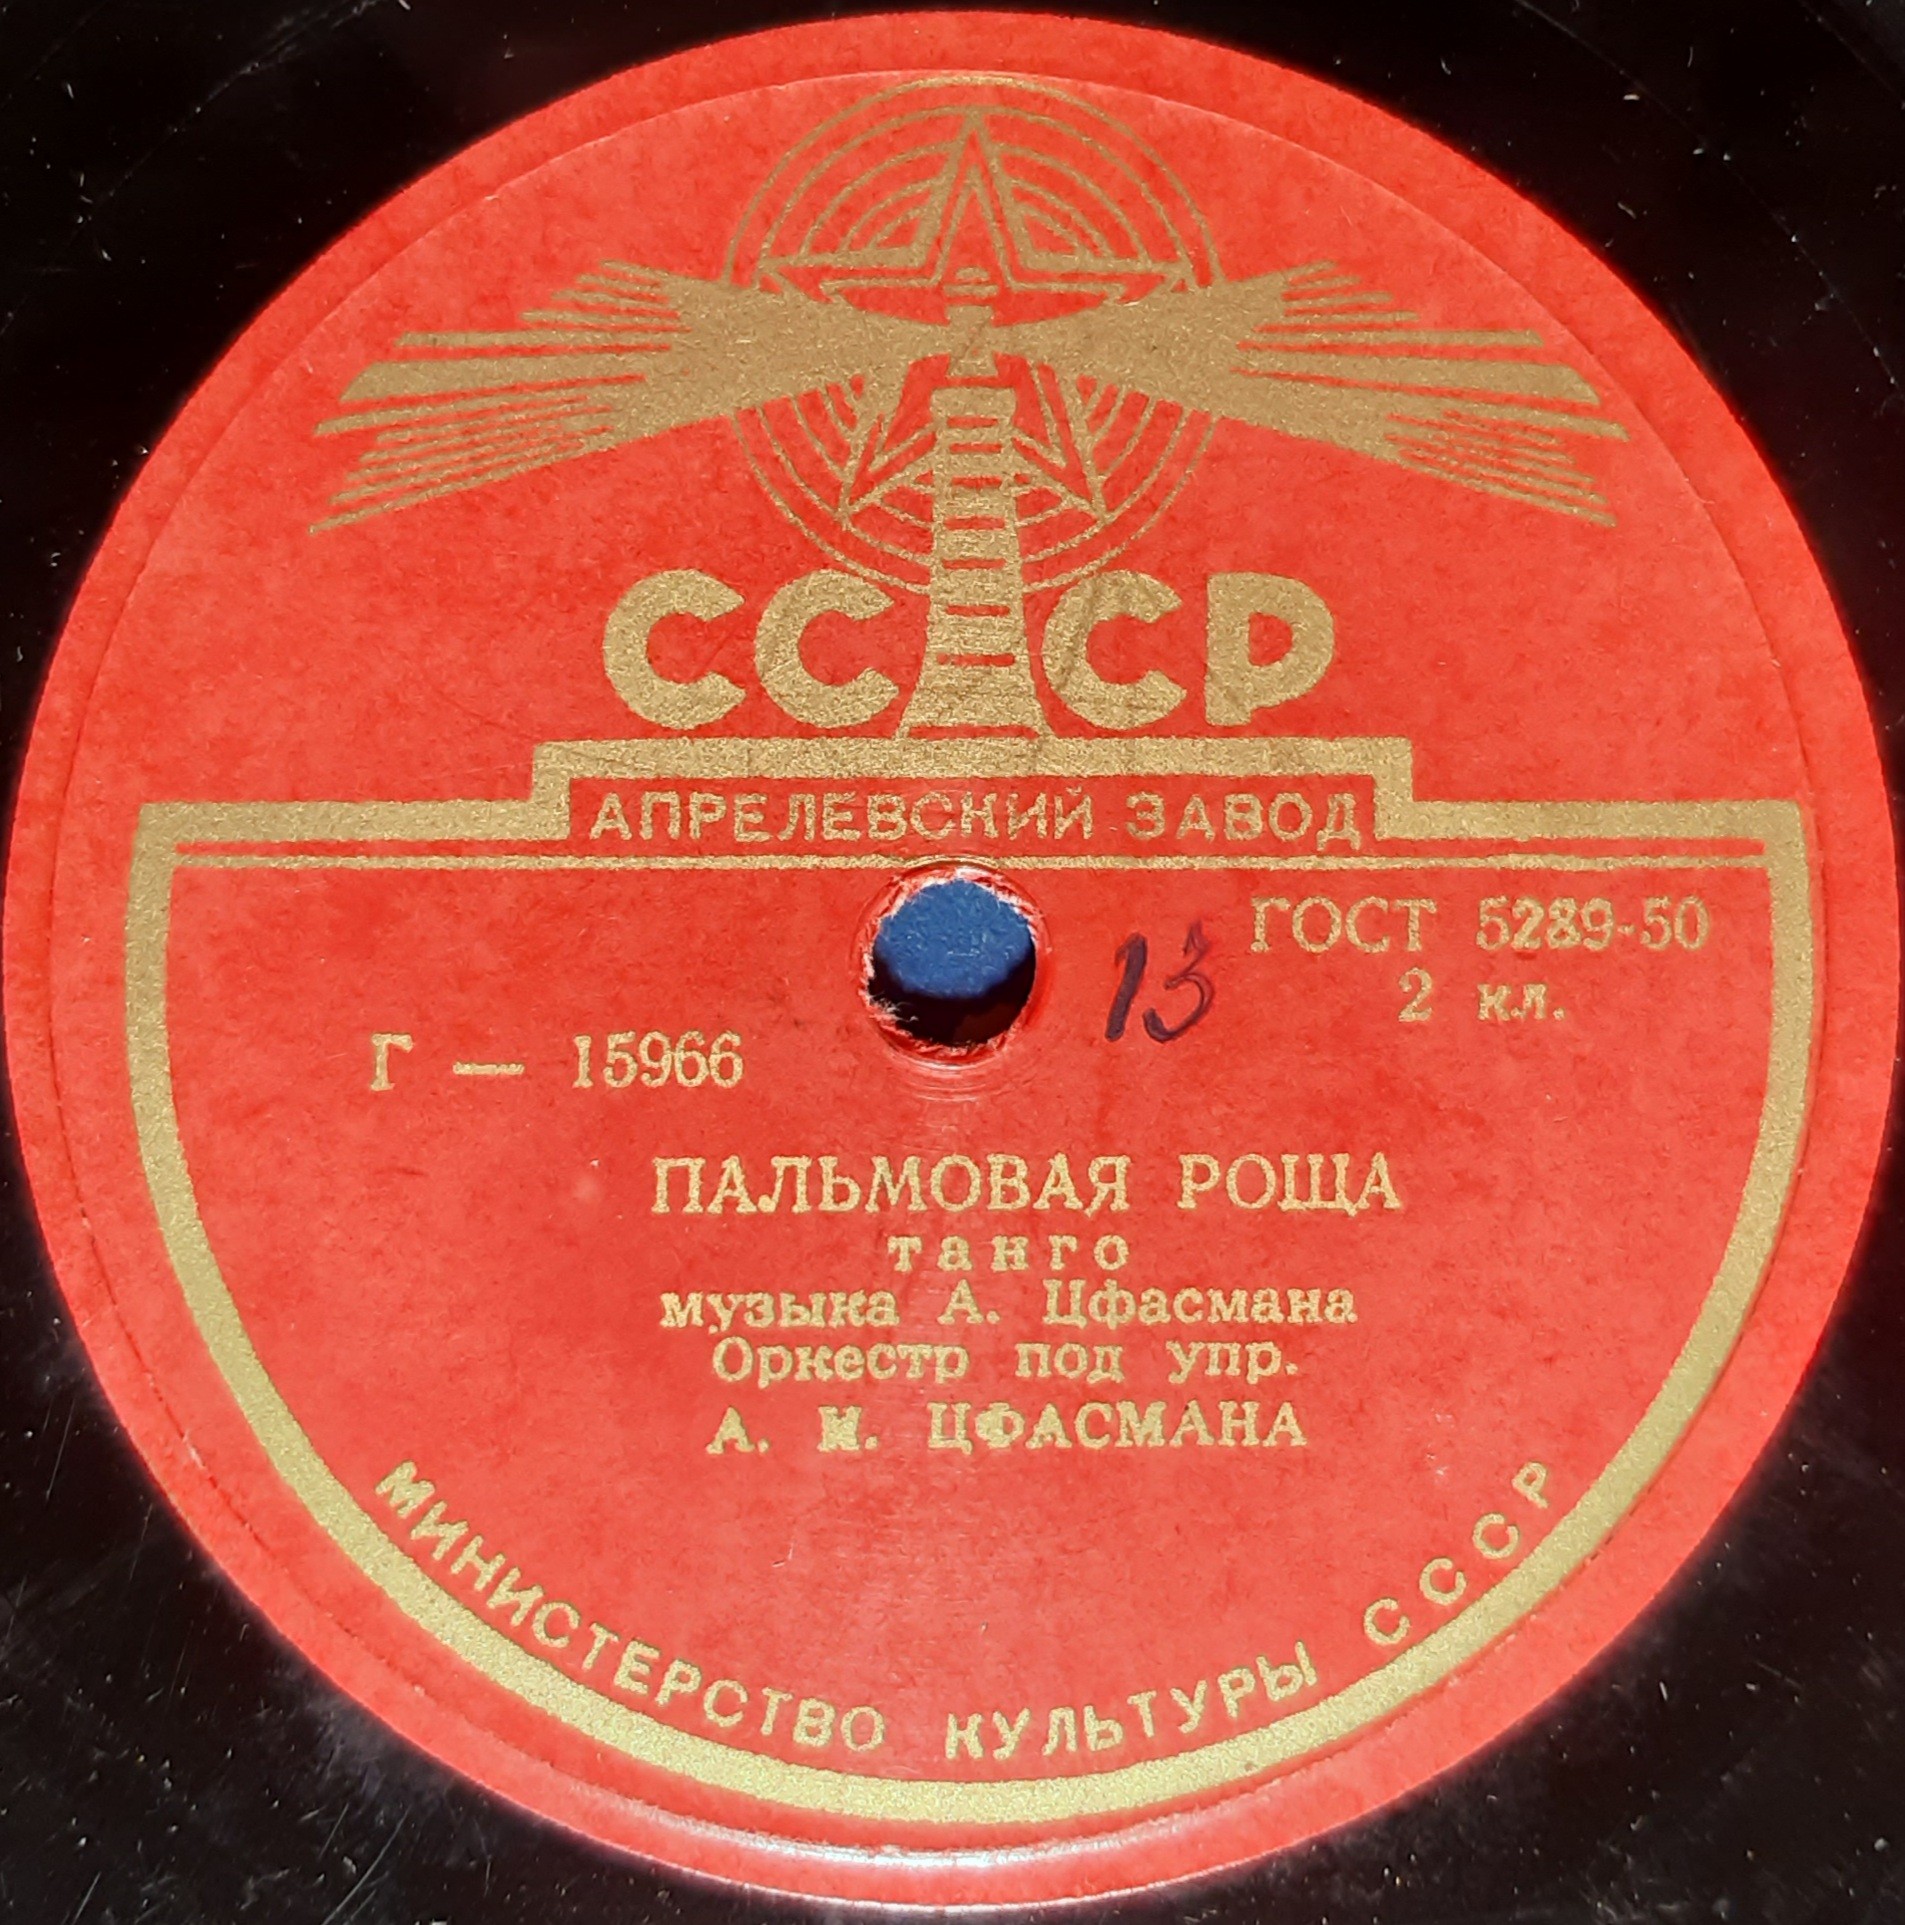 СССР
АПРЕЛЕВСКИЙ ЗАВОД
ГОСТ 5289-50
13
2 кл.
Г — 15966
ПАЛЬМОВАЯ РОЩА
танго
музыка А. Цфасмана
Оркестр под упр.
А. Н. ЦФАСМАНА
МИНИСТЕРСТВО КУЛЬТУРЫ СССР